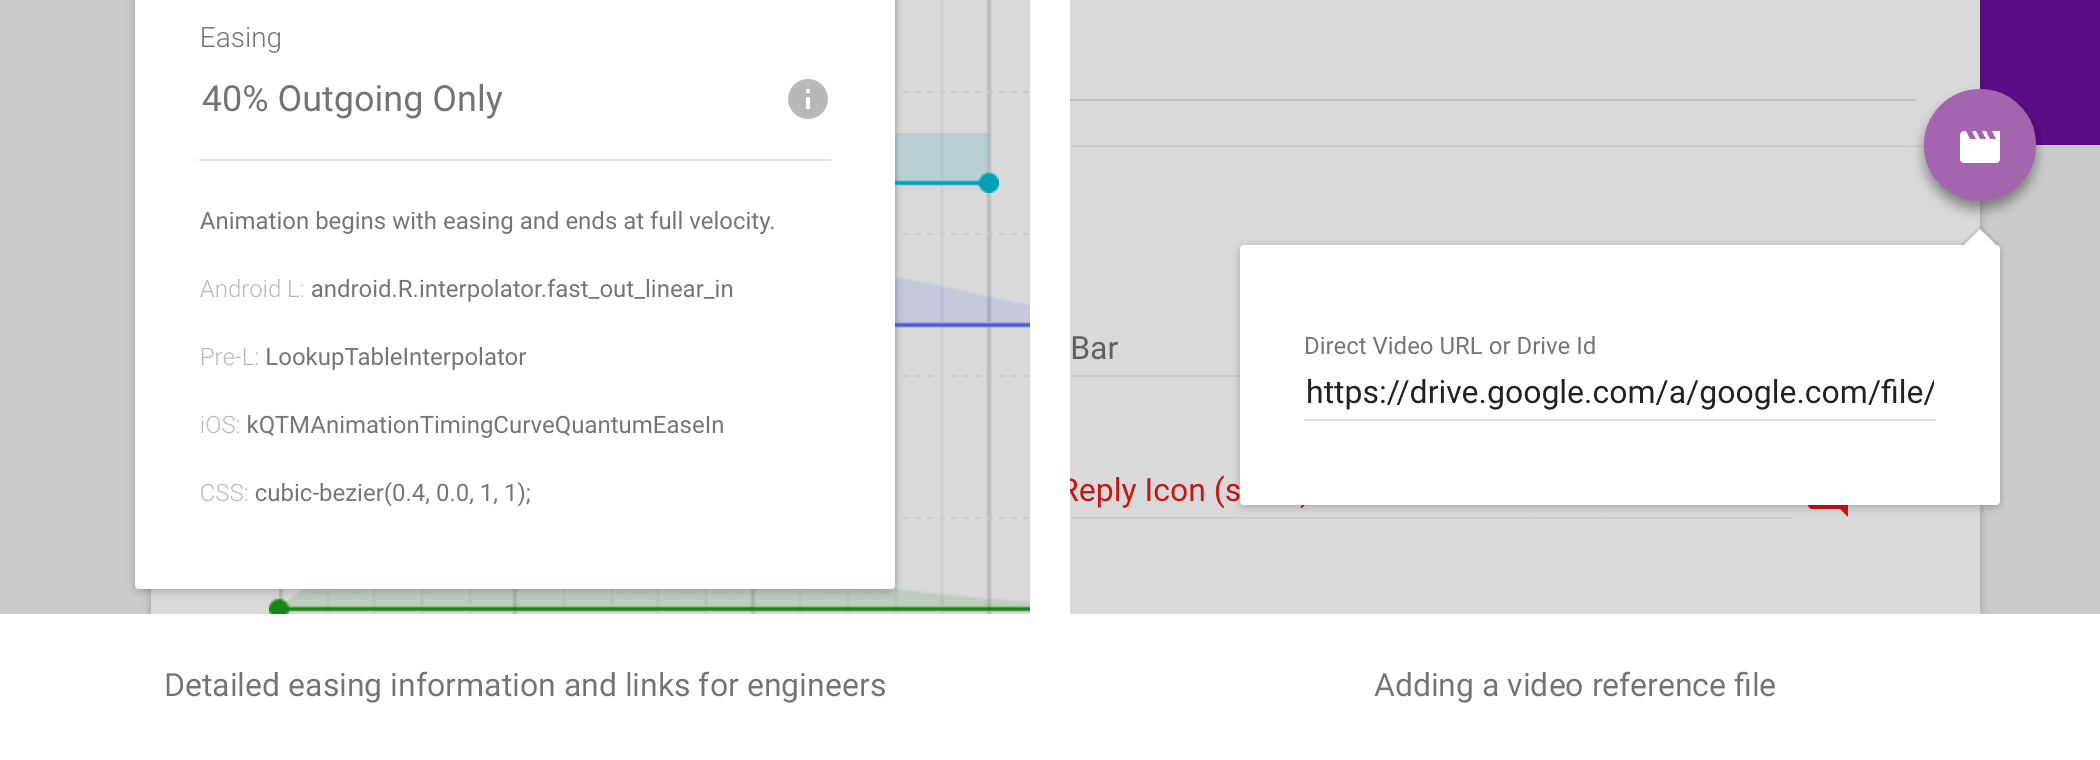 Easing
40% Outgoing Only
Animation begins with easing and ends at full velocity.
Android L: android.R.interpolator.fast_out_linear_in
Pre-L: LookupTableInterpolator
iOS: kQTMAnimationTimingCurveQuantumEaseIn
CSS: cubic-bezier(0.4, 0.0, 1, 1);
Detailed easing information and links for engineers
Direct Video URL or Drive Id
https://drive.google.com/a/google.com/file/
Bar
Reply Icon (s
Adding a video reference file